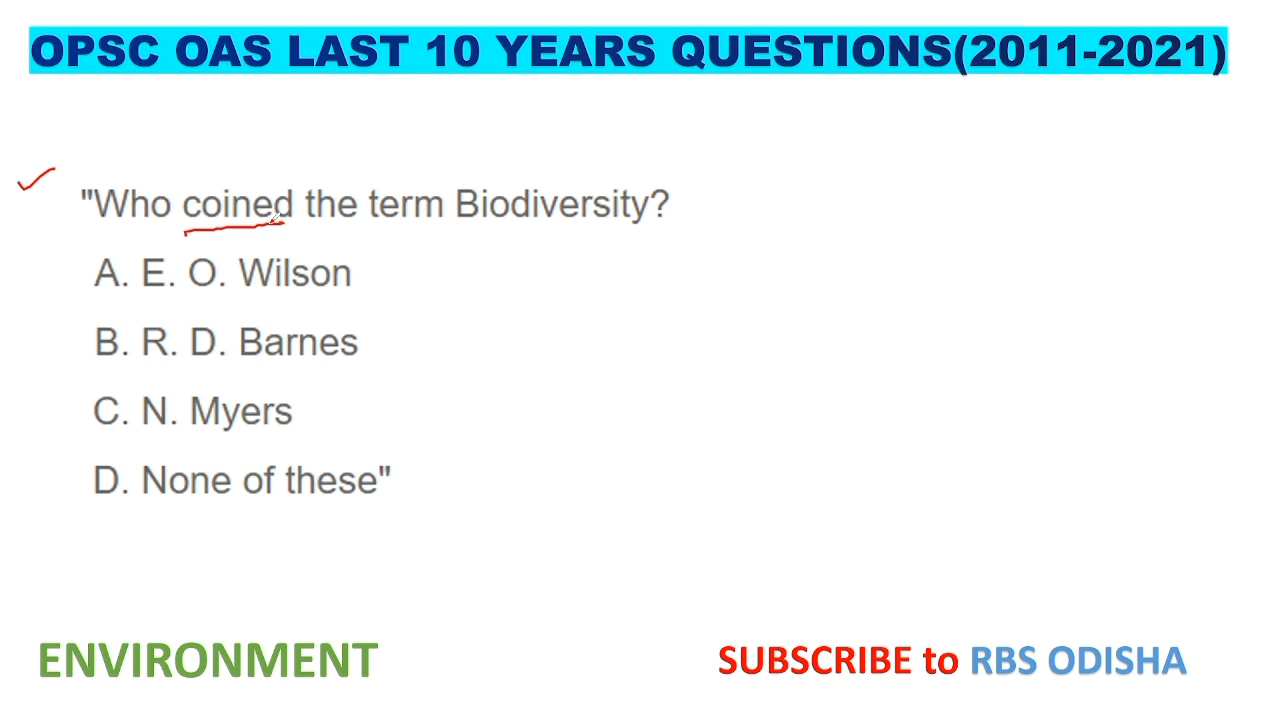 OPSC OAS LAST 10 YEARS QUESTIONS(2011-2021)
"Who coined the term Biodiversity?
A. E. O. Wilson
B. R. D. Barnes
C. N. Myers
D. None of these"
ENVIRONMENT
SUBSCRIBE to RBS ODISHA